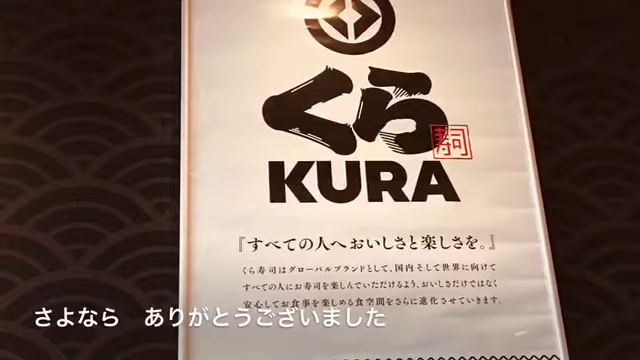 くら
寿司
KURA
『すべての人へおいしさと楽しさを。』
くら寿司はグローバルブランドとして、国内そして世界に向けて
すべての人にお寿司を楽しんでいただけるよう、おいしさだけではなく
安心してお食事を楽しめる食空間をさらに進化させていきます。
さよなら　ありがとうございました